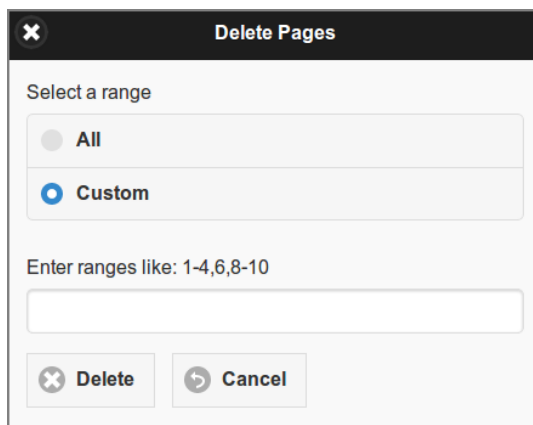 Delete Pages
Select a range
All
Custom
Enter ranges like: 1-4,6,8-10
Delete Cancel